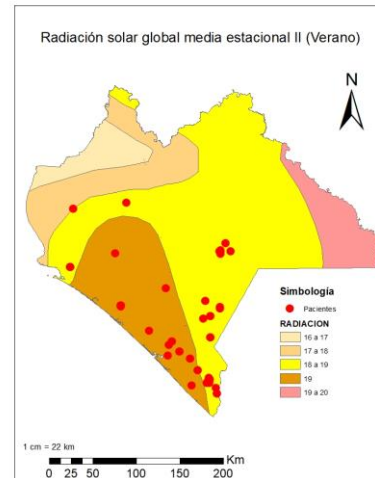 Radiación solar global media estacional II (Verano)
N
Simbología
Pacientes
RADIACION
16 a 17
17 a 18
18 a 19
19
19 a 20
1 cm = 22 km
Km
0 25 50 100 150 200